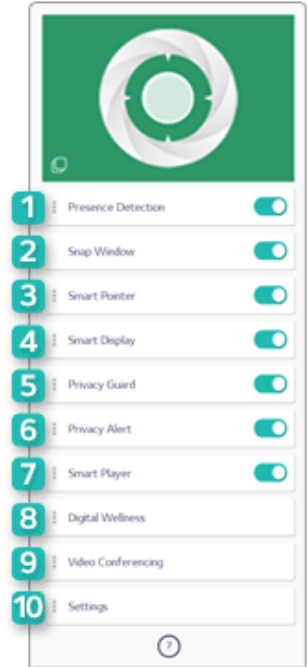 1 Presence Detection
2 Snap Window
3 Smart Pointer
4 Smart Display
5 Privacy Guard
6 Privacy Alert
7 Smart Player
8 Digital Wellness
9 Video Conferencing
10 Settings
?